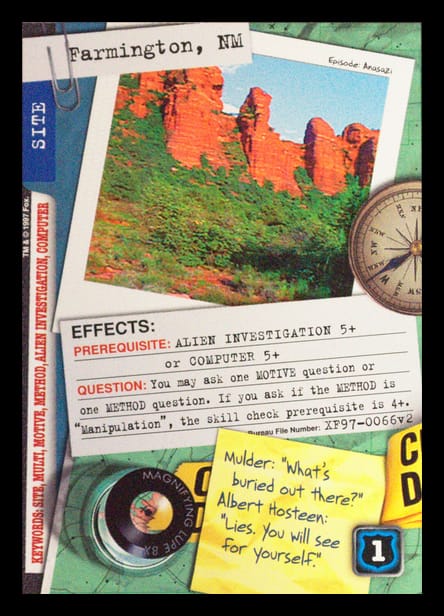 Farmington, NM
Episode: Anasazi
SITE
TM & © 1997 Fox.
KEYWORDS: SITE, MULTI, MOTIVE, METHOD, ALIEN INVESTIGATION, COMPUTER
EFFECTS:
PREREQUISITE: ALIEN INVESTIGATION 5+
or COMPUTER 5+
QUESTION: You may ask one MOTIVE question or
one METHOD question. If you ask if the METHOD is
"Manipulation", the skill check prerequisite is 4+.
Bureau File Number: XF97-0066v2
Mulder: "What's
buried out there?"
Albert Hosteen:
"Lies. You will see
for yourself."
MAGNIFYING LUPE 8X
1